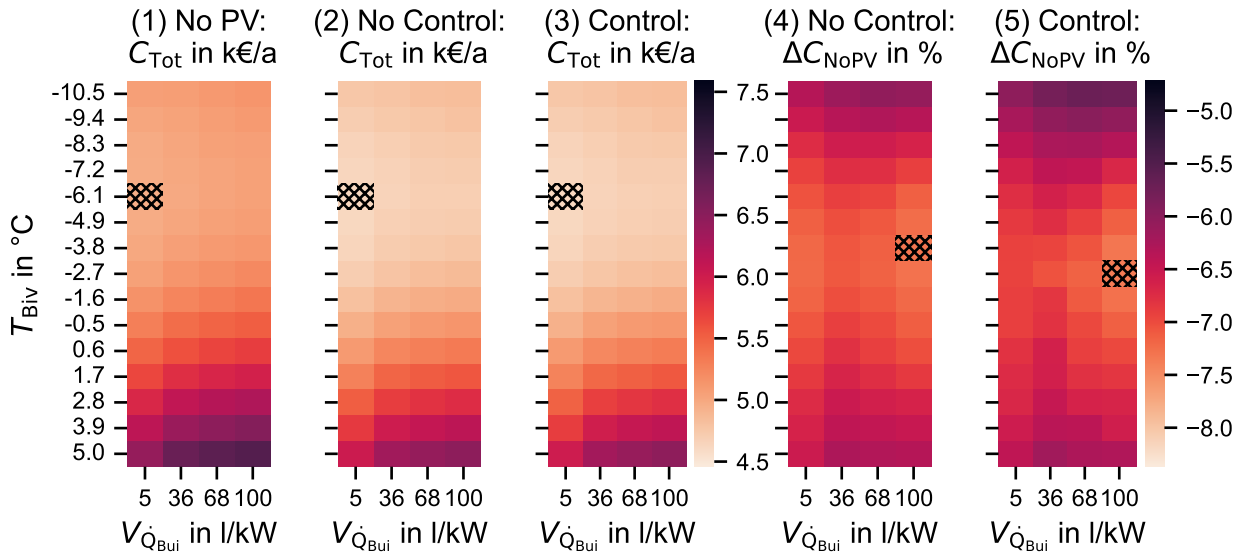 (1) No PV:
C_Tot in k€/a
(2) No Control:
C_Tot in k€/a
(3) Control:
C_Tot in k€/a
(4) No Control:
ΔC_NoPV in %
(5) Control:
ΔC_NoPV in %
T_Biv in °C
-10.5
-9.4
-8.3
-7.2
-6.1
-4.9
-3.8
-2.7
-1.6
-0.5
0.6
1.7
2.8
3.9
5.0
7.5
7.0
6.5
6.0
5.5
5.0
4.5
−5.0
−5.5
−6.0
−6.5
−7.0
−7.5
−8.0
5 36 68 100
5 36 68 100
5 36 68 100
5 36 68 100
5 36 68 100
V_Q̇Bui in l/kW
V_Q̇Bui in l/kW
V_Q̇Bui in l/kW
V_Q̇Bui in l/kW
V_Q̇Bui in l/kW